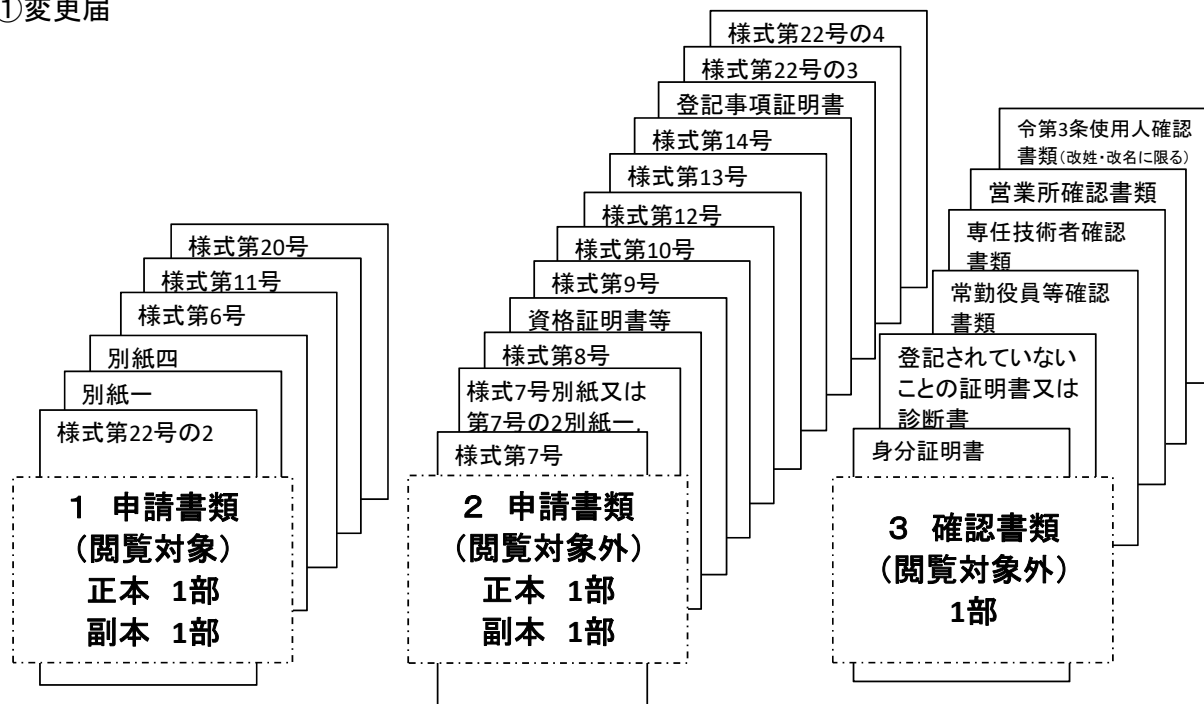 ①変更届
様式第20号
様式第11号
様式第6号
別紙四
別紙一
様式第22号の2
1 申請書類
(閲覧対象)
正本 1部
副本 1部
様式第22号の4
様式第22号の3
登記事項証明書
様式第14号
様式第13号
様式第12号
様式第10号
様式第9号
資格証明書等
様式第8号
様式7号別紙又は
第7号の2別紙一,
様式第7号
2 申請書類
(閲覧対象外)
正本 1部
副本 1部
令第3条使用人確認
書類(改姓・改名に限る)
営業所確認書類
専任技術者確認
書類
常勤役員等確認
書類
登記されていない
ことの証明書又は
診断書
身分証明書
3 確認書類
(閲覧対象外)
1部